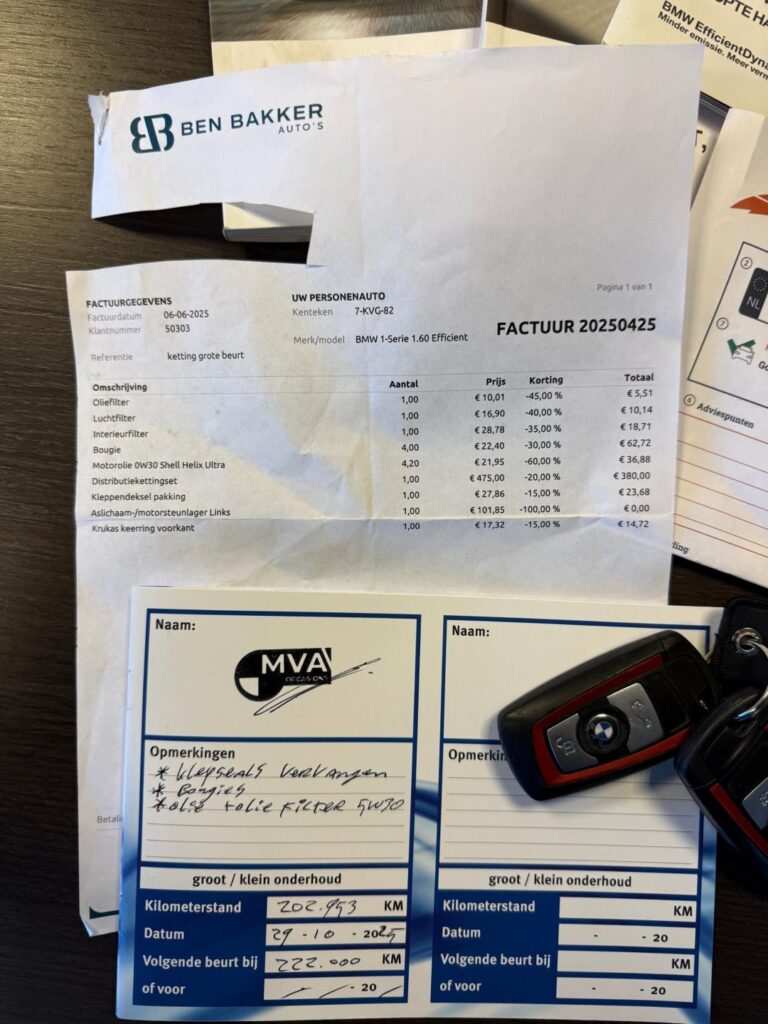 BEN BAKKER
AUTO'S
BMW EfficientDyna
Minder emissie. Meer
Pagina 1 van 1
FACTUURGEGEVENS
Factuurdatum 06-06-2025
Klantnummer 50303
Referentie ketting grote beurt
UW PERSONENAUTO
Kenteken 7-KVG-82
Merk/model BMW 1-Serie 1.60 Efficient
FACTUUR 20250425
Omschrijving Aantal Prijs Korting Totaal
Oliefilter 1,00 € 10,01 -45,00 % € 5,51
Luchtfilter 1,00 € 16,90 -40,00 % € 10,14
Interieurfilter 1,00 € 28,78 -35,00 % € 18,71
Bougie 4,00 € 22,40 -30,00 % € 62,72
Motorolie 0W30 Shell Helix Ultra 4,20 € 21,95 -60,00 % € 36,88
Distributiekettingset 1,00 € 475,00 -20,00 % € 380,00
Kleppendeksel pakking 1,00 € 27,86 -15,00 % € 23,68
Aslichaam-/motorsteunlager Links 1,00 € 101,85 -100,00 % € 0,00
Krukas keerring voorkant 1,00 € 17,32 -15,00 % € 14,72
Betalin
2
NL
7
6 Adviespunten
ding
Naam:
MVA
OCCASIONS
Opmerkingen
* klepseals vervangen
* Bougies
* olie + olie FILTER 5W30
groot / klein onderhoud
Kilometerstand 202.953 KM
Datum 29 - 10 - 2025
Volgende beurt bij 222.000 KM
of voor - 20
Naam:
Opmerkin
groot / klein onderhoud
Kilometerstand KM
Datum - - 20
Volgende beurt bij KM
of voor - - 20